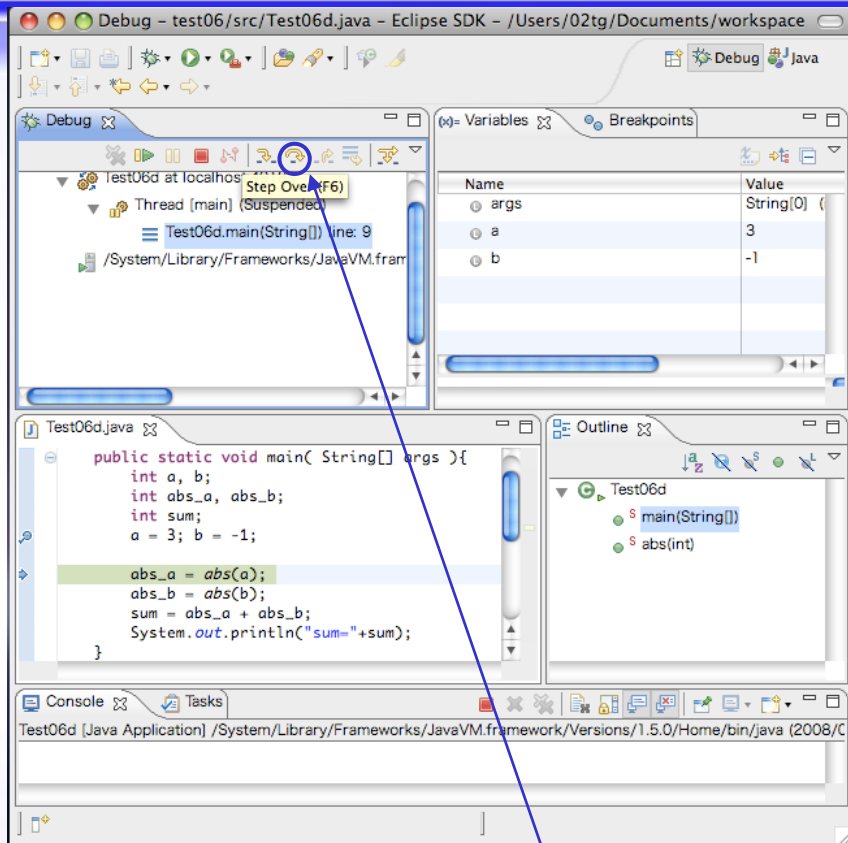 Debug - test06/src/Test06d.java - Eclipse SDK - /Users/02tg/Documents/workspace
Debug
Java
Debug
Test06d at localhost
Step Over (F6)
Thread [main] (Suspended)
Test06d.main(String[]) line: 9
/System/Library/Frameworks/JavaVM.fram
(x)= Variables
Breakpoints
Name
Value
args
String[0] (
a
3
b
-1
Test06d.java
public static void main( String[] args ){
int a, b;
int abs_a, abs_b;
int sum;
a = 3; b = -1;
abs_a = abs(a);
abs_b = abs(b);
sum = abs_a + abs_b;
System.out.println("sum="+sum);
}
Outline
Test06d
S main(String[])
S abs(int)
Console
Tasks
Test06d [Java Application] /System/Library/Frameworks/JavaVM.framework/Versions/1.5.0/Home/bin/java (2008/